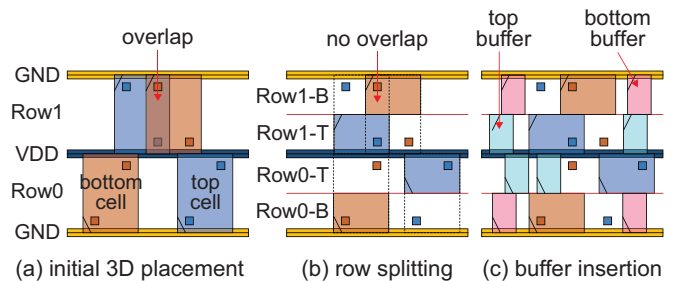 overlap
GND
Row1
VDD
Row0
GND
bottom
cell
top
cell
(a) initial 3D placement
no overlap
Row1-B
Row1-T
Row0-T
Row0-B
(b) row splitting
top
buffer
bottom
buffer
(c) buffer insertion